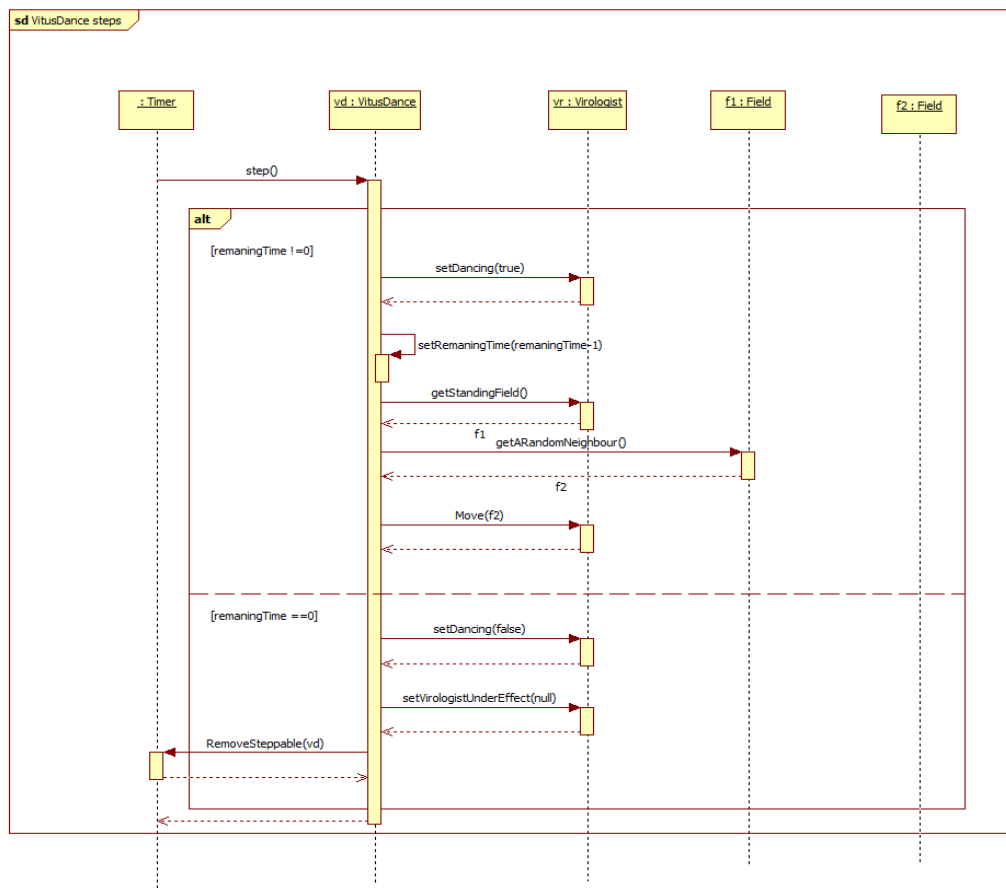 sd VitusDance steps
: Timer
vd : VitusDance
vr : Virologist
f1 : Field
f2 : Field
step()
alt
[remaningTime !=0]
setDancing(true)
setRemaningTime(remaningTime-1)
getStandingField()
f1
getARandomNeighbour()
f2
Move(f2)
[remaningTime ==0]
setDancing(false)
setVirologistUnderEffect(null)
RemoveSteppable(vd)